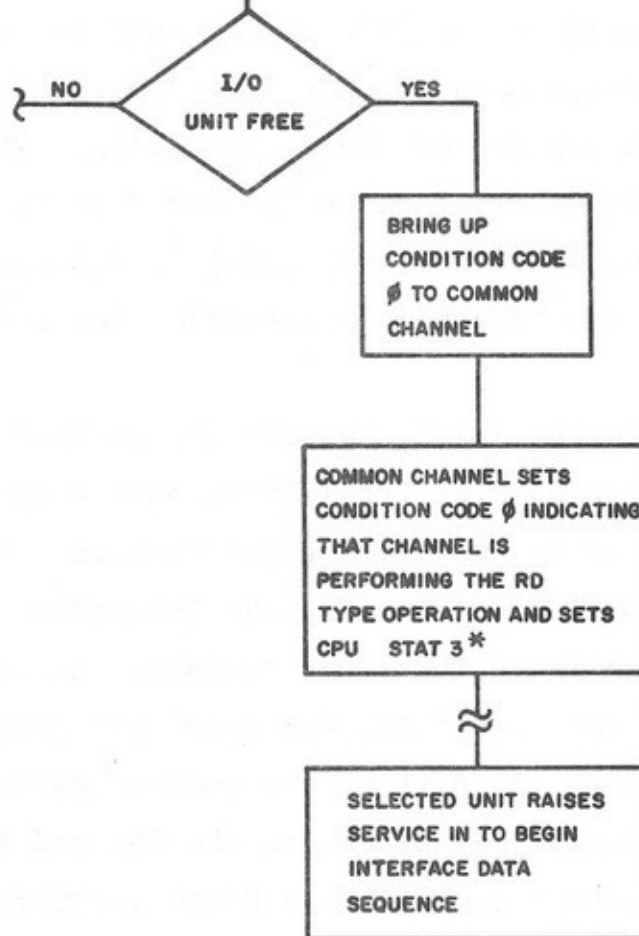 I/O
UNIT FREE
NO
YES
BRING UP
CONDITION CODE
ø TO COMMON
CHANNEL
COMMON CHANNEL SETS
CONDITION CODE ø INDICATING
THAT CHANNEL IS
PERFORMING THE RD
TYPE OPERATION AND SETS
CPU STAT 3*
SELECTED UNIT RAISES
SERVICE IN TO BEGIN
INTERFACE DATA
SEQUENCE